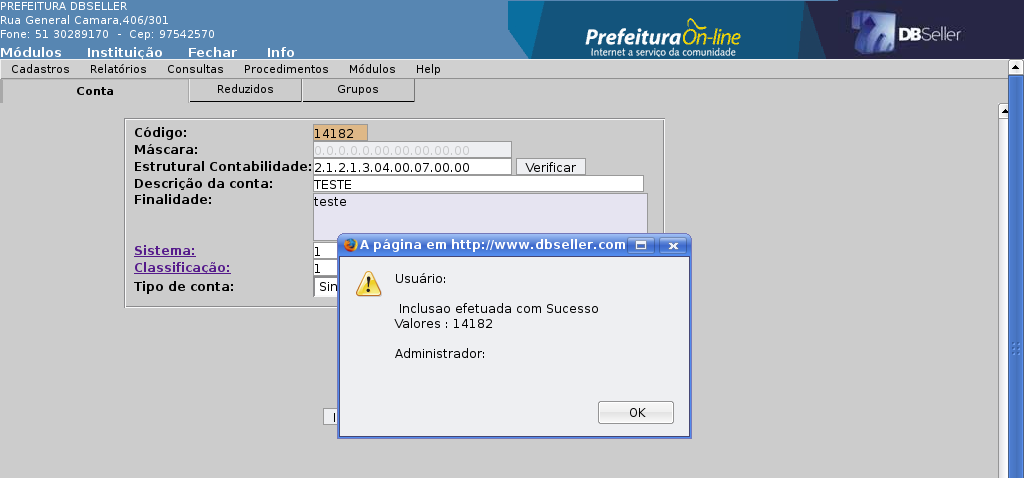 PREFEITURA DBSELLER
Rua General Camara,406/301
Fone: 51 30289170 - Cep: 97542570
Prefeitura On-line
Internet a serviço da comunidade
DBSeller
Módulos Instituição Fechar Info
Cadastros Relatórios Consultas Procedimentos Módulos Help
Conta Reduzidos Grupos
Código: 14182
Máscara: 0.0.0.0.0.00.00.00.00.00
Estrutural Contabilidade: 2.1.2.1.3.04.00.07.00.00 Verificar
Descrição da conta: TESTE
Finalidade: teste
Sistema: 1
Classificação: 1
Tipo de conta:
A página em http://www.dbseller.com
Usuário:
Inclusao efetuada com Sucesso
Valores : 14182
Administrador:
OK